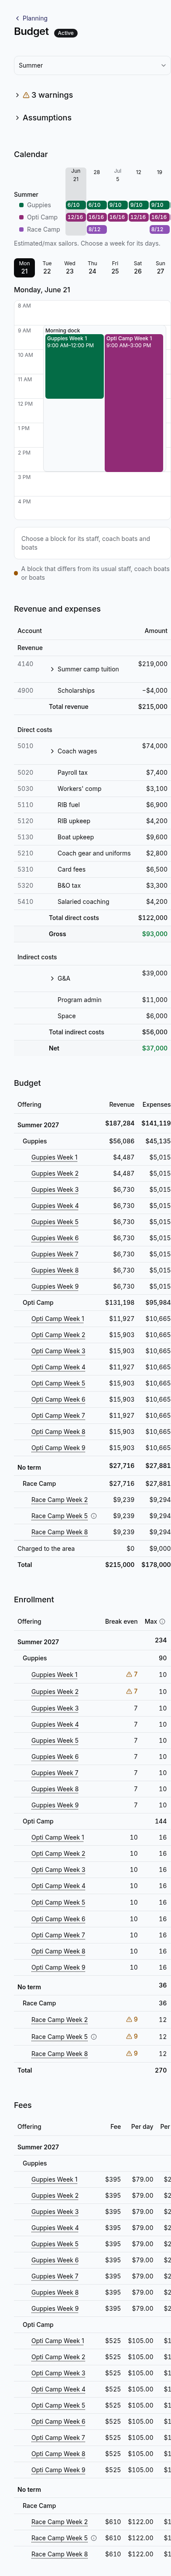 Planning
Budget Active
Summer
3 warnings
Assumptions
Calendar
Jun 21 28 Jul 5 12 19
Summer
Guppies 6/10 6/10 9/10 9/10 9/10
Opti Camp 12/16 16/16 16/16 12/16 16/16
Race Camp 8/12 8/12
Estimated/max sailors. Choose a week for its days.
Mon 21 Tue 22 Wed 23 Thu 24 Fri 25 Sat 26 Sun 27
Monday, June 21
8 AM
9 AM Morning dock
Guppies Week 1 9:00 AM–12:00 PM
Opti Camp Week 1 9:00 AM–3:00 PM
10 AM
11 AM
12 PM
1 PM
2 PM
3 PM
4 PM
Choose a block for its staff, coach boats and boats
A block that differs from its usual staff, coach boats or boats
Revenue and expenses
Account Amount
Revenue
4140 Summer camp tuition $219,000
4900 Scholarships −$4,000
Total revenue $215,000
Direct costs
5010 Coach wages $74,000
5020 Payroll tax $7,400
5030 Workers' comp $3,100
5110 RIB fuel $6,900
5120 RIB upkeep $4,200
5130 Boat upkeep $9,600
5210 Coach gear and uniforms $2,800
5310 Card fees $6,500
5320 B&O tax $3,300
5410 Salaried coaching $4,200
Total direct costs $122,000
Gross $93,000
Indirect costs
G&A $39,000
Program admin $11,000
Space $6,000
Total indirect costs $56,000
Net $37,000
Budget
Offering Revenue Expenses
Summer 2027 $187,284 $141,119
Guppies $56,086 $45,135
Guppies Week 1 $4,487 $5,015
Guppies Week 2 $4,487 $5,015
Guppies Week 3 $6,730 $5,015
Guppies Week 4 $6,730 $5,015
Guppies Week 5 $6,730 $5,015
Guppies Week 6 $6,730 $5,015
Guppies Week 7 $6,730 $5,015
Guppies Week 8 $6,730 $5,015
Guppies Week 9 $6,730 $5,015
Opti Camp $131,198 $95,984
Opti Camp Week 1 $11,927 $10,665
Opti Camp Week 2 $15,903 $10,665
Opti Camp Week 3 $15,903 $10,665
Opti Camp Week 4 $11,927 $10,665
Opti Camp Week 5 $15,903 $10,665
Opti Camp Week 6 $15,903 $10,665
Opti Camp Week 7 $11,927 $10,665
Opti Camp Week 8 $15,903 $10,665
Opti Camp Week 9 $15,903 $10,665
No term $27,716 $27,881
Race Camp $27,716 $27,881
Race Camp Week 2 $9,239 $9,294
Race Camp Week 5 $9,239 $9,294
Race Camp Week 8 $9,239 $9,294
Charged to the area $0 $9,000
Total $215,000 $178,000
Enrollment
Offering Break even Max
Summer 2027 234
Guppies 90
Guppies Week 1 7 10
Guppies Week 2 7 10
Guppies Week 3 7 10
Guppies Week 4 7 10
Guppies Week 5 7 10
Guppies Week 6 7 10
Guppies Week 7 7 10
Guppies Week 8 7 10
Guppies Week 9 7 10
Opti Camp 144
Opti Camp Week 1 10 16
Opti Camp Week 2 10 16
Opti Camp Week 3 10 16
Opti Camp Week 4 10 16
Opti Camp Week 5 10 16
Opti Camp Week 6 10 16
Opti Camp Week 7 10 16
Opti Camp Week 8 10 16
Opti Camp Week 9 10 16
No term 36
Race Camp 36
Race Camp Week 2 9 12
Race Camp Week 5 9 12
Race Camp Week 8 9 12
Total 270
Fees
Offering Fee Per day Per
Summer 2027
Guppies
Guppies Week 1 $395 $79.00 $2
Guppies Week 2 $395 $79.00 $2
Guppies Week 3 $395 $79.00 $2
Guppies Week 4 $395 $79.00 $2
Guppies Week 5 $395 $79.00 $2
Guppies Week 6 $395 $79.00 $2
Guppies Week 7 $395 $79.00 $2
Guppies Week 8 $395 $79.00 $2
Guppies Week 9 $395 $79.00 $2
Opti Camp
Opti Camp Week 1 $525 $105.00 $1
Opti Camp Week 2 $525 $105.00 $1
Opti Camp Week 3 $525 $105.00 $1
Opti Camp Week 4 $525 $105.00 $1
Opti Camp Week 5 $525 $105.00 $1
Opti Camp Week 6 $525 $105.00 $1
Opti Camp Week 7 $525 $105.00 $1
Opti Camp Week 8 $525 $105.00 $1
Opti Camp Week 9 $525 $105.00 $1
No term
Race Camp
Race Camp Week 2 $610 $122.00 $1
Race Camp Week 5 $610 $122.00 $1
Race Camp Week 8 $610 $122.00 $1